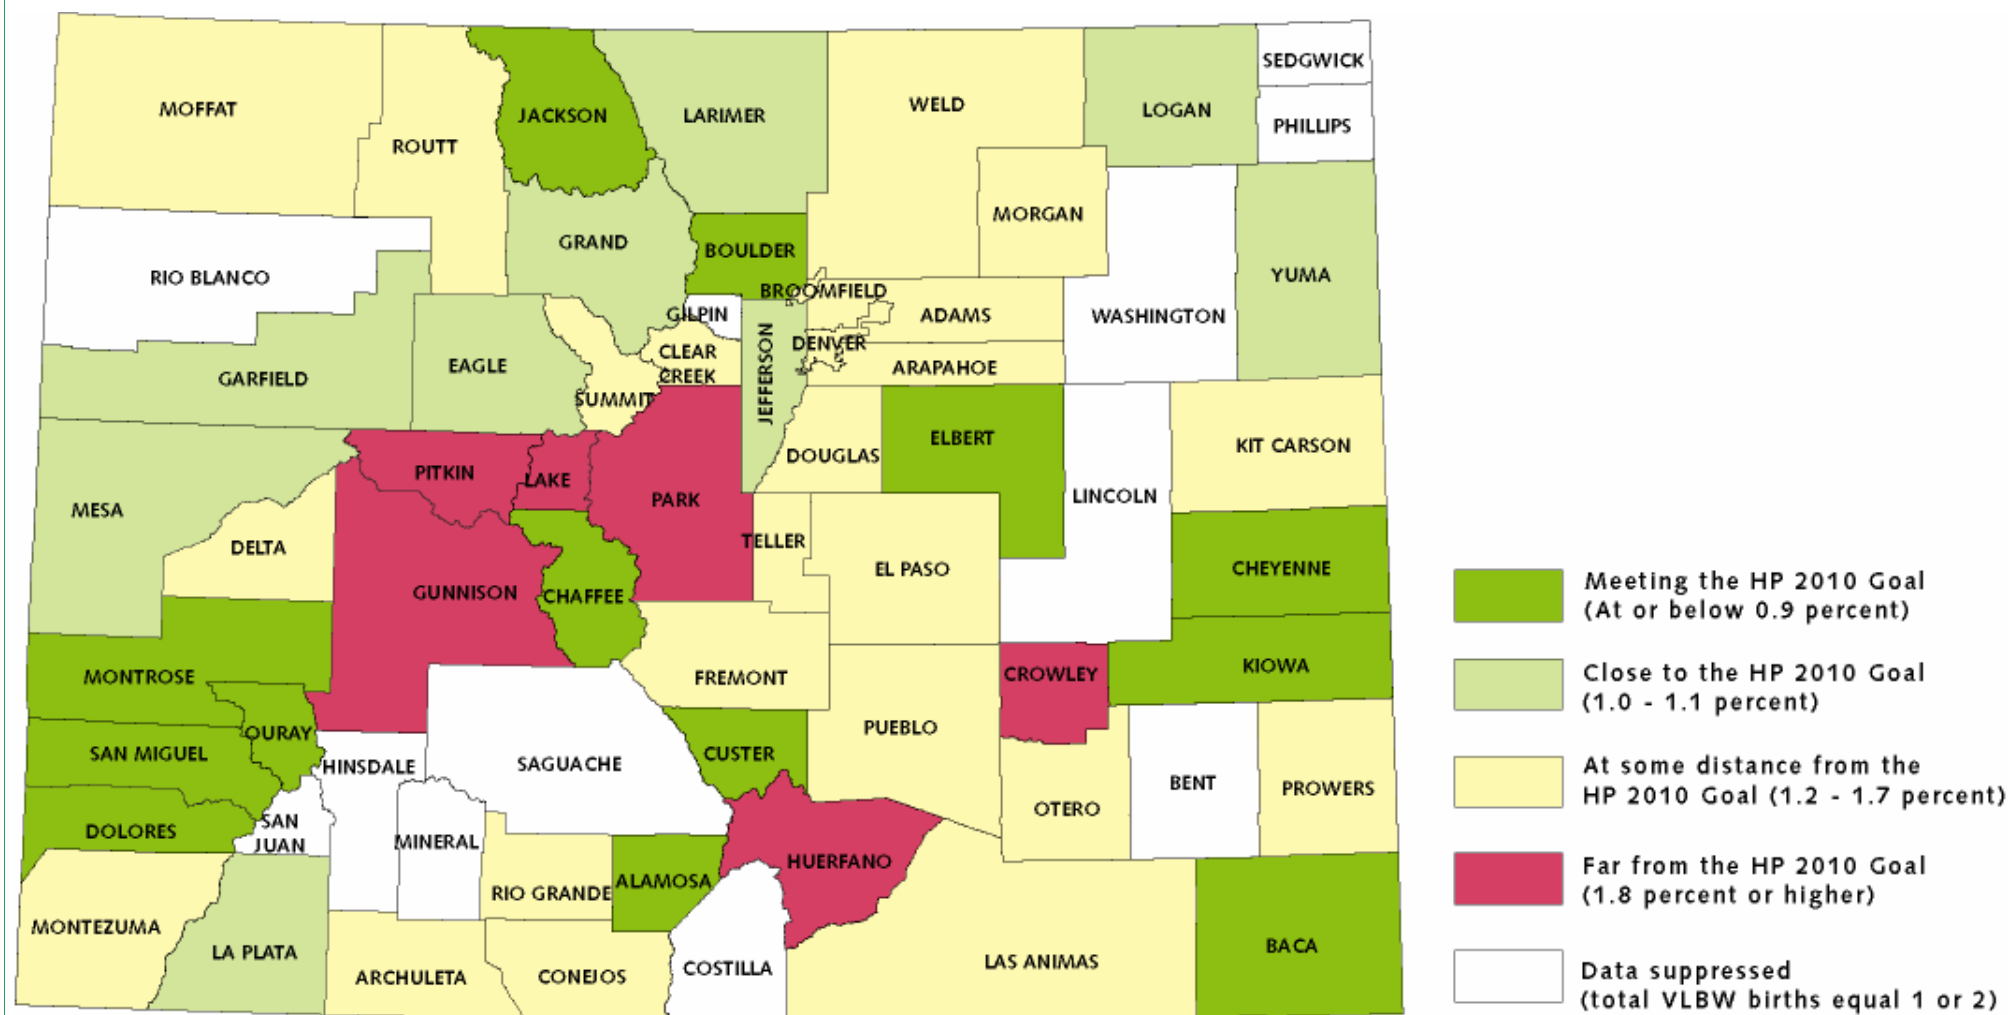 SEDGWICK
MOFFAT
JACKSON
LARIMER
WELD
LOGAN
PHILLIPS
ROUTT
MORGAN
GRAND
BOULDER
RIO BLANCO
YUMA
BROOMFIELD
GILPIN
ADAMS
WASHINGTON
DENVER
CLEAR
CREEK
JEFFERSON
EAGLE
GARFIELD
ARAPAHOE
SUMMIT
ELBERT
KIT CARSON
DOUGLAS
PITKIN
LAKE
PARK
LINCOLN
MESA
DELTA
TELLER
EL PASO
CHEYENNE
GUNNISON
CHAFFEE
MONTROSE
FREMONT
CROWLEY
KIOWA
OURAY
PUEBLO
SAN MIGUEL
HINSDALE
SAGUACHE
CUSTER
BENT
PROWERS
OTERO
DOLORES
SAN
JUAN
MINERAL
HUERFANO
RIO GRANDE
ALAMOSA
MONTEZUMA
LA PLATA
ARCHULETA
CONEJOS
COSTILLA
LAS ANIMAS
BACA
Meeting the HP 2010 Goal
(At or below 0.9 percent)
Close to the HP 2010 Goal
(1.0 - 1.1 percent)
At some distance from the
HP 2010 Goal (1.2 - 1.7 percent)
Far from the HP 2010 Goal
(1.8 percent or higher)
Data suppressed
(total VLBW births equal 1 or 2)